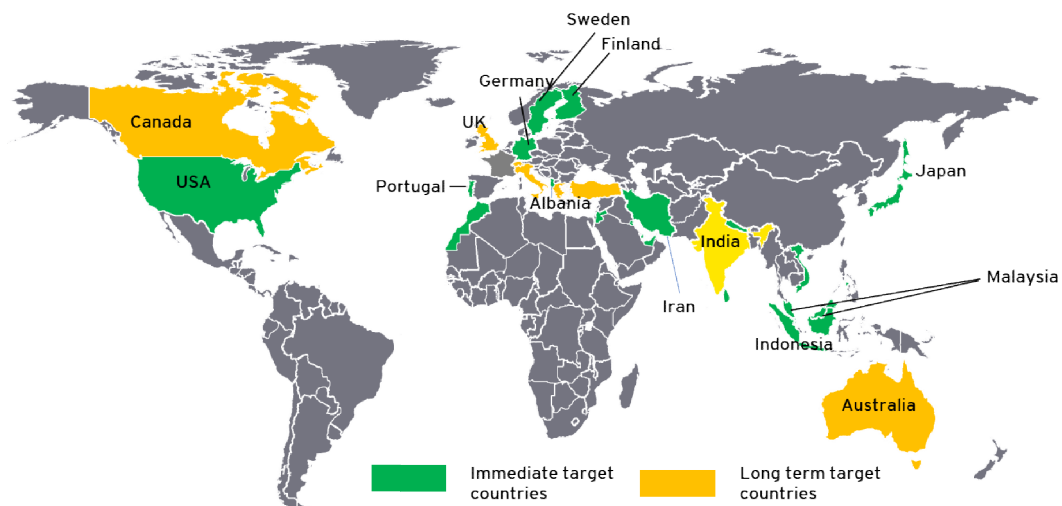 Sweden
Finland
Germany
UK
Canada
USA
Portugal
Albania
Japan
India
Iran
Malaysia
Indonesia
Australia
Immediate target
countries
Long term target
countries